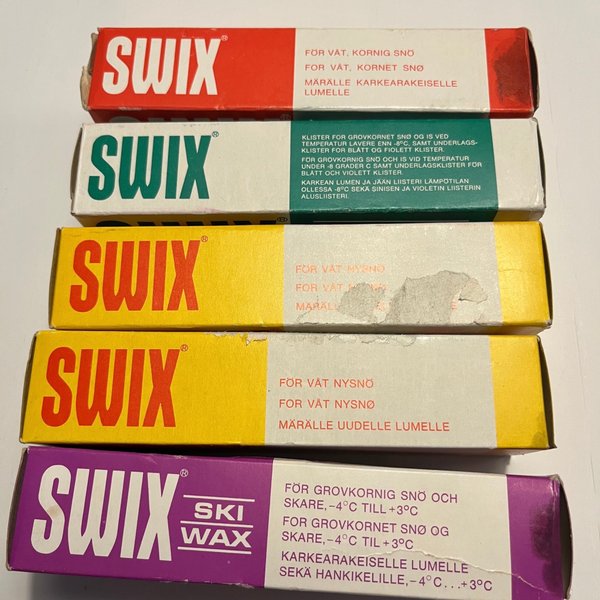 SWIX®
FÖR VÅT, KORNIG SNÖ
FOR VÅT, KORNET SNØ
MÄRÄLLE KARKEARAKEISELLE
LUMELLE
SWIX®
KLISTER FOR GROVKORNET SNØ OG IS VED
TEMPERATUR LAVERE ENN -8°C, SAMT UNDERLAGS-
KLISTER FOR BLÅTT OG FIOLETT KLISTER.
FÖR GROVKORNIG SNÖ OCH IS VID TEMPERATUR
UNDER -8 GRADER C SAMT UNDERLAGSKLISTER FÖR
BLÅTT OCH VIOLETT KLISTER.
KARKEAN LUMEN JA JÄÄN LIISTERI LÄMPÖTILAN
OLLESSA -8°C SEKÄ SINISEN JA VIOLETIN LIISTERIN
ALUSLIISTERI.
SWIX®
FÖR VÅT NYSNÖ
FOR VÅT
LUMELLE
SWIX®
FÖR VÅT NYSNÖ
FOR VÅT NYSNØ
MÄRÄLLE UUDELLE LUMELLE
SWIX®
SKI
WAX
FÖR GROVKORNIG SNÖ OCH
SKARE,-4°C TILL +3°C
FOR GROVKORNET SNØ OG
SKARE,-4°C TIL +3°C
KARKEARAKEISELLE LUMELLE
SEKÄ HANKIKELILLE,-4°C...+3°C